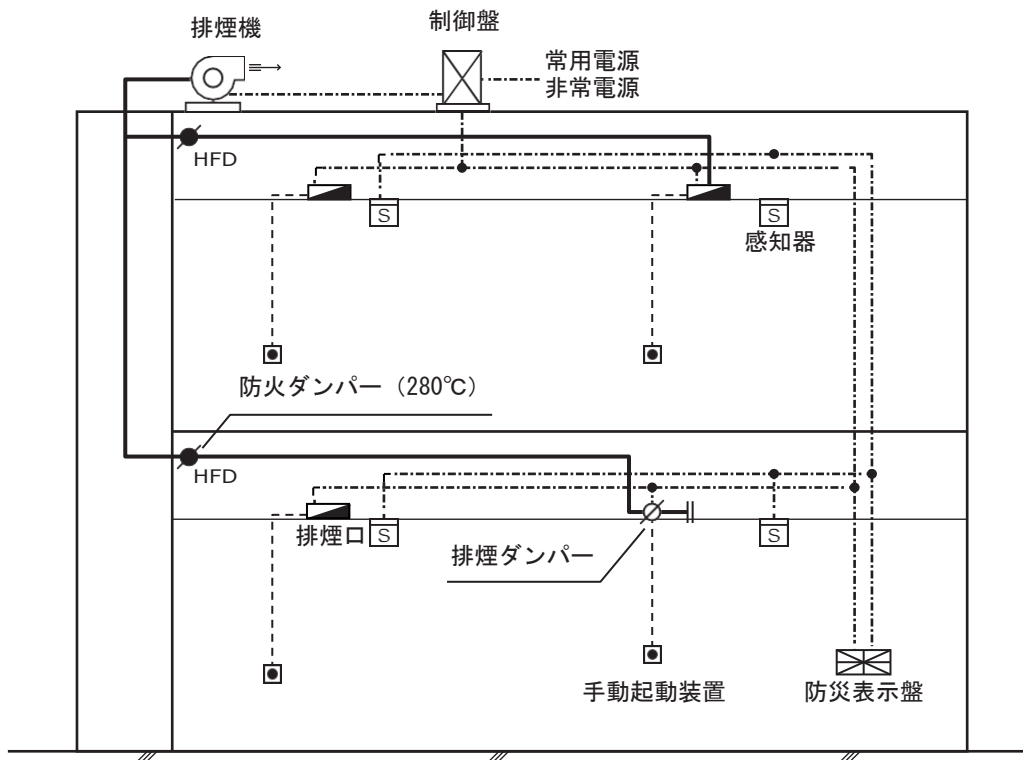 排煙機
制御盤
常用電源
非常電源
HFD
S
S
感知器
防火ダンパー（280℃）
HFD
排煙口
S
S
排煙ダンパー
手動起動装置
防災表示盤